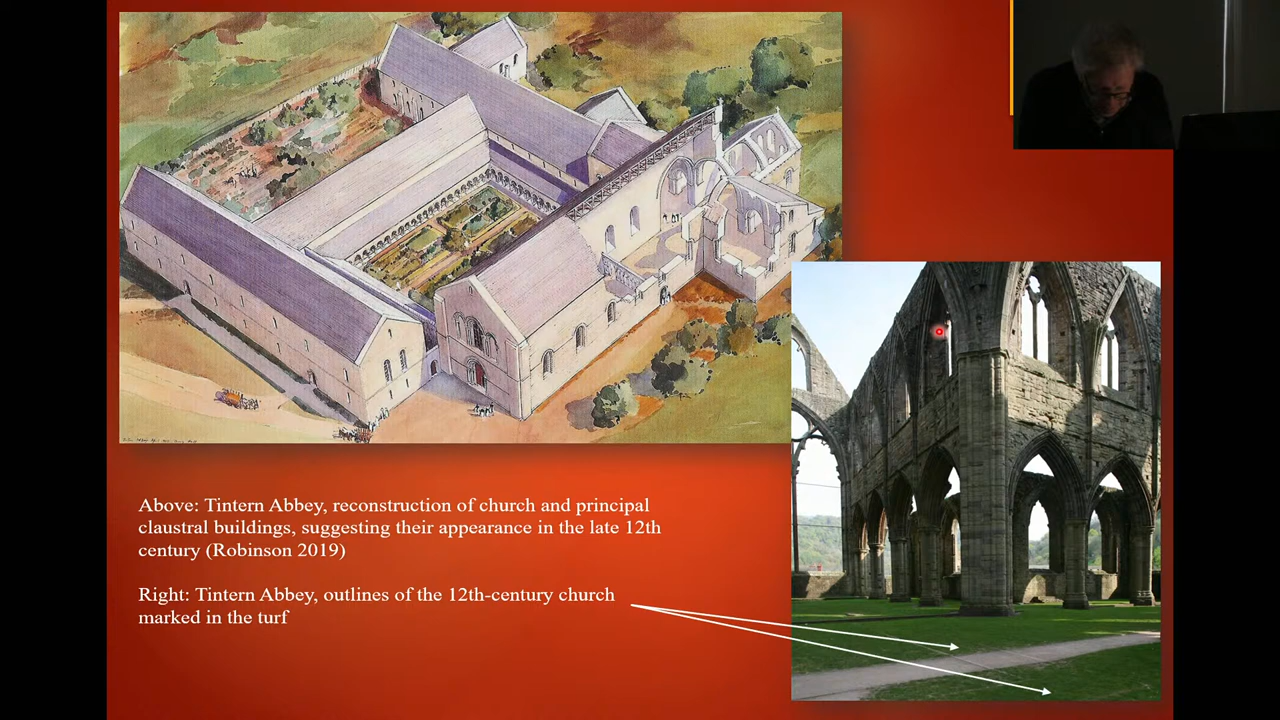 Above: Tintern Abbey, reconstruction of church and principal
claustral buildings, suggesting their appearance in the late 12th
century (Robinson 2019)
Right: Tintern Abbey, outlines of the 12th-century church
marked in the turf